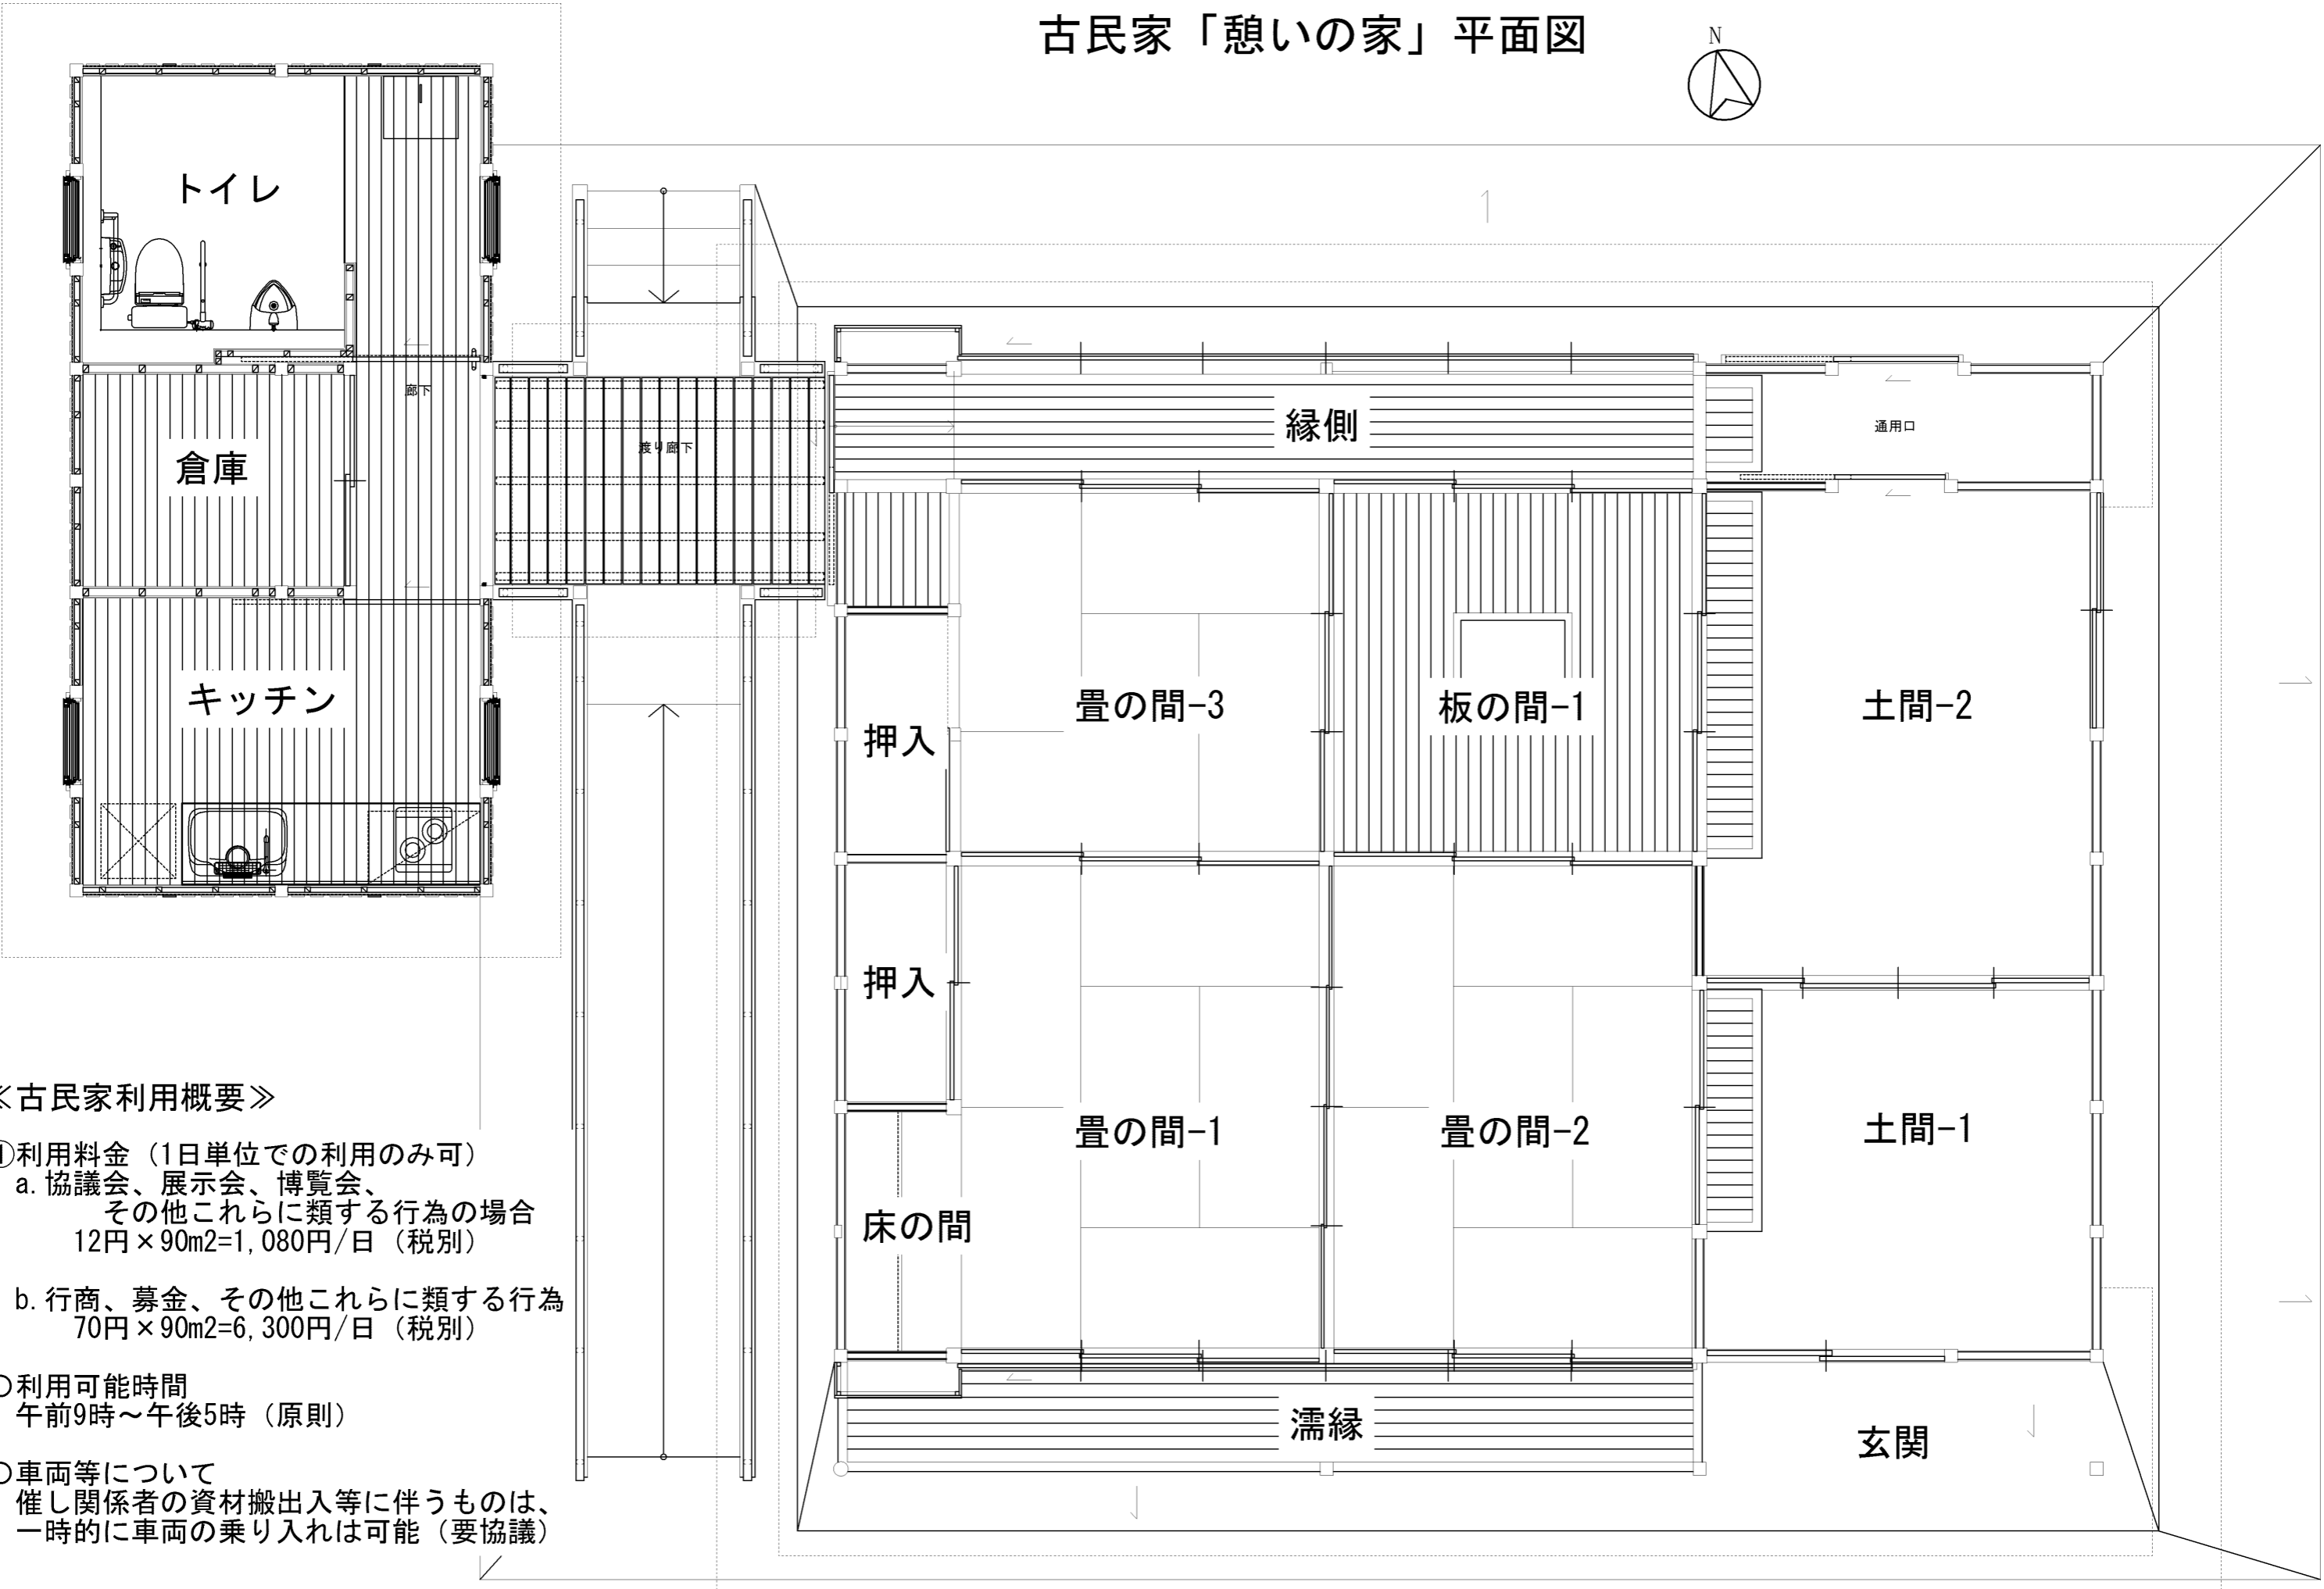 古民家「憩いの家」平面図
N
トイレ
廊下
渡り廊下
縁側
通用口
倉庫
キッチン
押入
畳の間-3
板の間-1
土間-2
押入
畳の間-1
畳の間-2
土間-1
床の間
濡縁
玄関
≪古民家利用概要≫
①利用料金（1日単位での利用のみ可）
a.協議会、展示会、博覧会、
その他これらに類する行為の場合
12円×90m2=1,080円/日（税別）
b.行商、募金、その他これらに類する行為
70円×90m2=6,300円/日（税別）
○利用可能時間
午前9時～午後5時（原則）
○車両等について
催し関係者の資材搬出入等に伴うものは、
一時的に車両の乗り入れは可能（要協議）